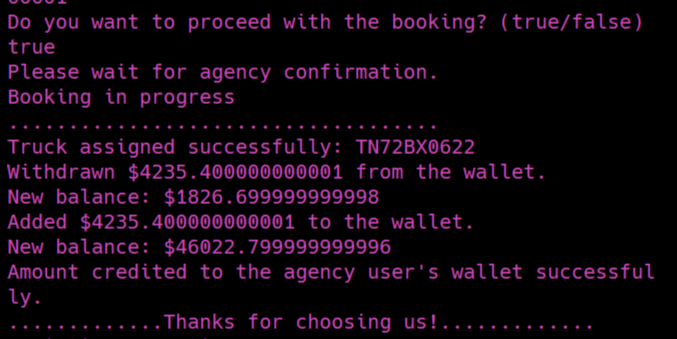 00001
Do you want to proceed with the booking? (true/false)
true
Please wait for agency confirmation.
Booking in progress
....................................
Truck assigned successfully: TN72BX0622
Withdrawn $4235.400000000001 from the wallet.
New balance: $1826.699999999998
Added $4235.400000000001 to the wallet.
New balance: $46022.799999999996
Amount credited to the agency user's wallet successful
ly.
.............Thanks for choosing us!.............